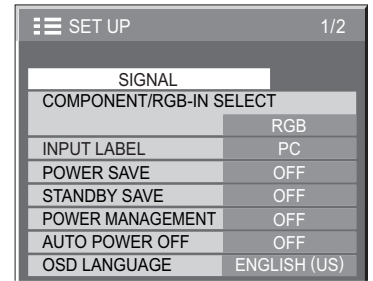 SET UP 1/2
SIGNAL
COMPONENT/RGB-IN SELECT
RGB
INPUT LABEL PC
POWER SAVE OFF
STANDBY SAVE OFF
POWER MANAGEMENT OFF
AUTO POWER OFF OFF
OSD LANGUAGE ENGLISH (US)